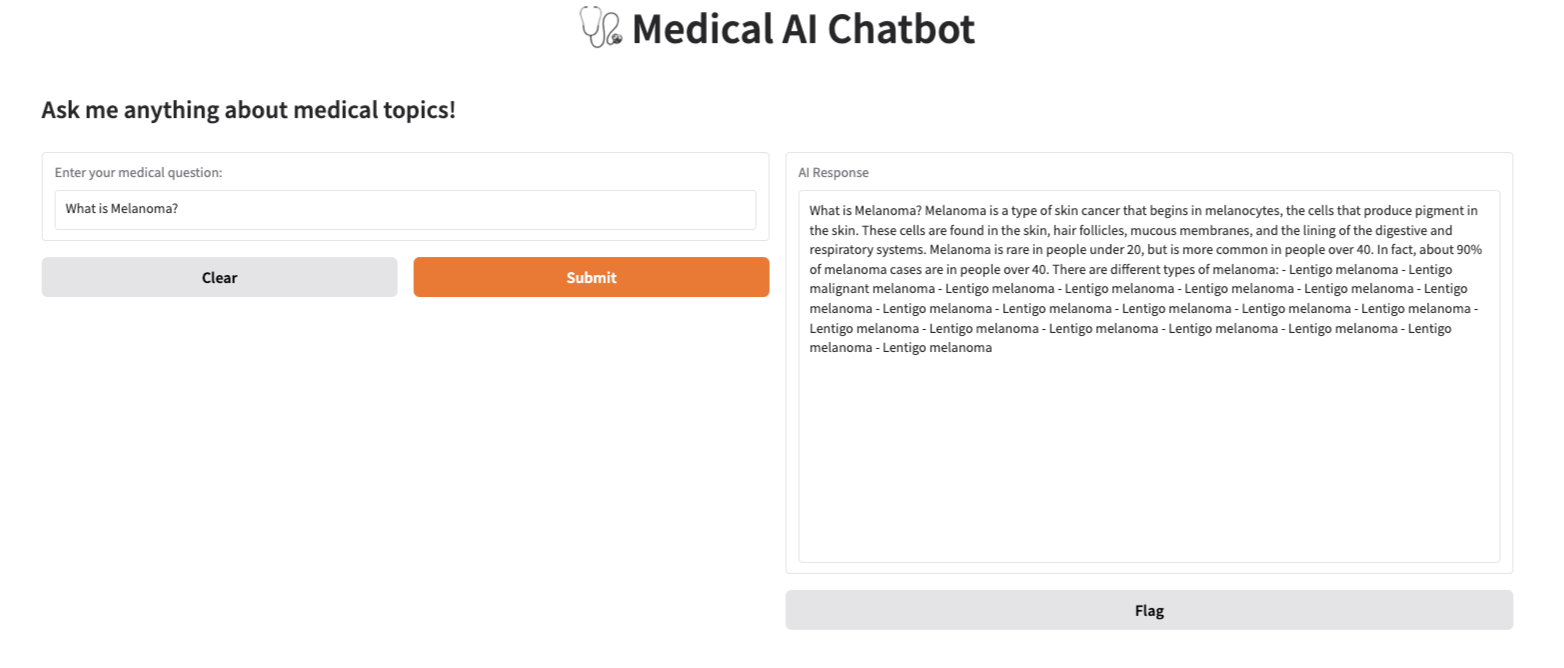 Medical AI Chatbot
Ask me anything about medical topics!
Enter your medical question:
What is Melanoma?
Clear
Submit
AI Response
What is Melanoma? Melanoma is a type of skin cancer that begins in melanocytes, the cells that produce pigment in
the skin. These cells are found in the skin, hair follicles, mucous membranes, and the lining of the digestive and
respiratory systems. Melanoma is rare in people under 20, but is more common in people over 40. In fact, about 90%
of melanoma cases are in people over 40. There are different types of melanoma: - Lentigo melanoma - Lentigo
malignant melanoma - Lentigo melanoma - Lentigo melanoma - Lentigo melanoma - Lentigo melanoma - Lentigo
melanoma - Lentigo melanoma - Lentigo melanoma - Lentigo melanoma - Lentigo melanoma - Lentigo melanoma -
Lentigo melanoma - Lentigo melanoma - Lentigo melanoma - Lentigo melanoma - Lentigo melanoma - Lentigo
melanoma - Lentigo melanoma
Flag